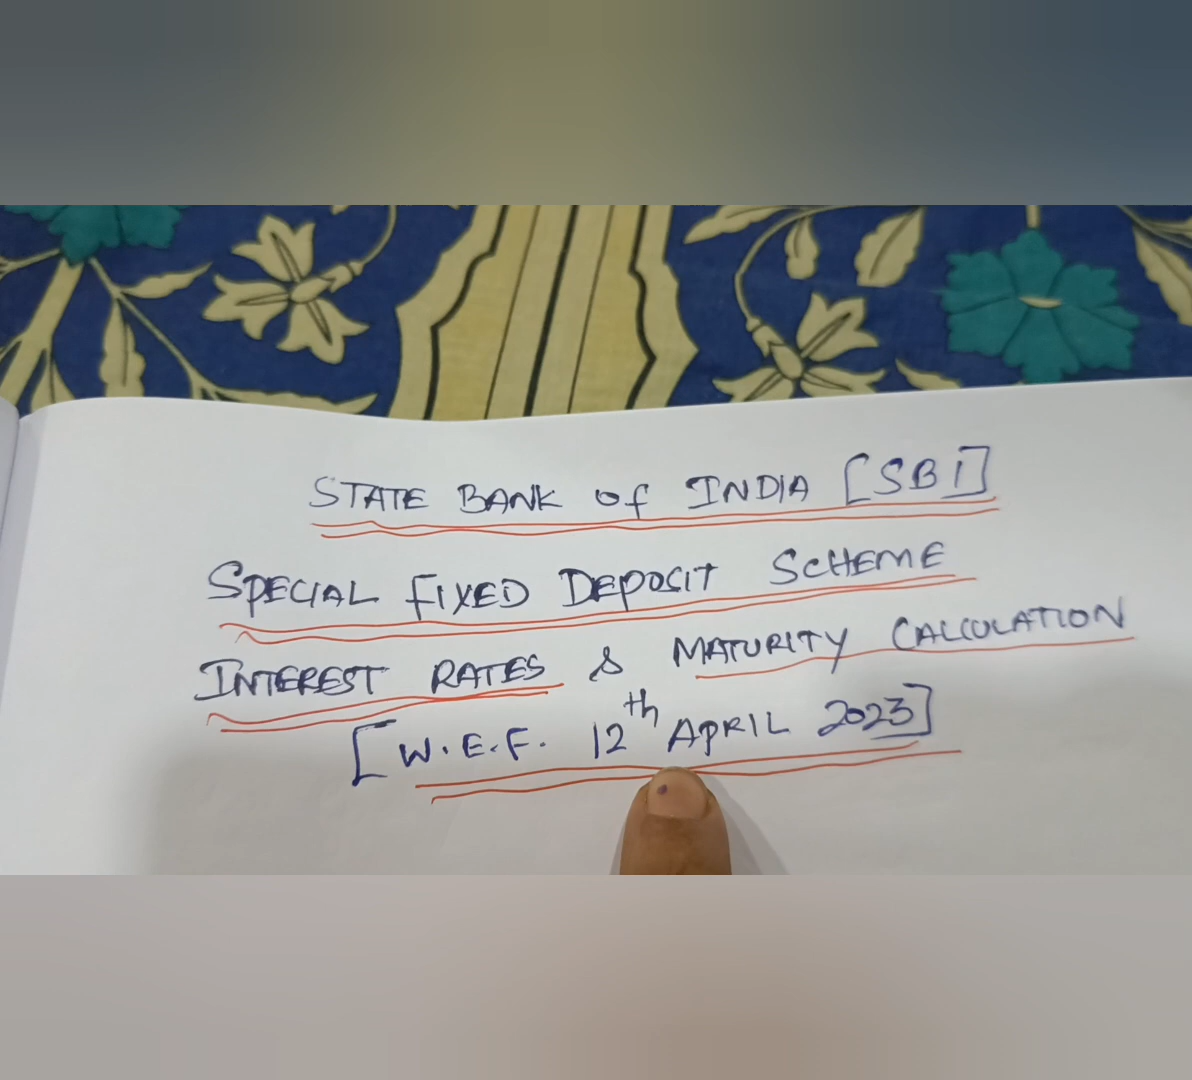 STATE BANK OF INDIA [SBI]
SPECIAL FIXED DEPOSIT SCHEME
INTEREST RATES & MATURITY CALCULATION
[W.E.F. 12th APRIL 2023]